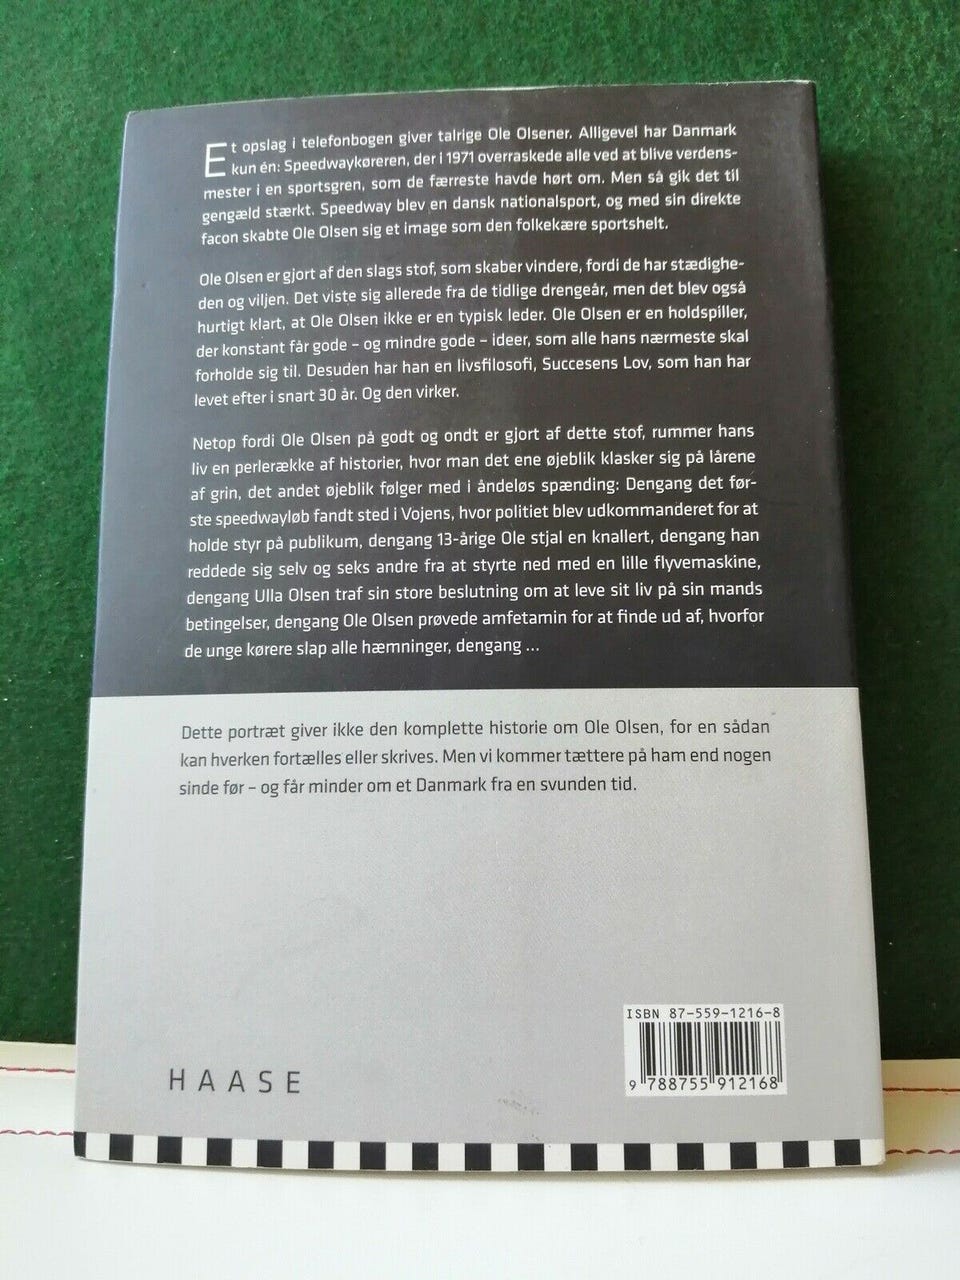 Et opslag i telefonbogen giver talrige Ole Olsener. Alligevel har Danmark
kun én: Speedwaykøreren, der i 1971 overraskede alle ved at blive verdens-
mester i en sportsgren, som de færreste havde hørt om. Men så gik det til
gengæld stærkt. Speedway blev en dansk nationalsport, og med sin direkte
facon skabte Ole Olsen sig et image som den folkekære sportshelt.
Ole Olsen er gjort af den slags stof, som skaber vindere, fordi de har stædighe-
den og viljen. Det viste sig allerede fra de tidlige drengeår, men det blev også
hurtigt klart, at Ole Olsen ikke er en typisk leder. Ole Olsen er en holdspiller,
der konstant får gode – og mindre gode – ideer, som alle hans nærmeste skal
forholde sig til. Desuden har han en livsfilosofi, Succesens Lov, som han har
levet efter i snart 30 år. Og den virker.
Netop fordi Ole Olsen på godt og ondt er gjort af dette stof, rummer hans
liv en perlerække af historier, hvor man det ene øjeblik klasker sig på lårene
af grin, det andet øjeblik følger med i åndeløs spænding: Dengang det før-
ste speedwayløb fandt sted i Vojens, hvor politiet blev udkommanderet for at
holde styr på publikum, dengang 13-årige Ole stjal en knallert, dengang han
reddede sig selv og seks andre fra at styrte ned med en lille flyvemaskine,
dengang Ulla Olsen traf sin store beslutning om at leve sit liv på sin mands
betingelser, dengang Ole Olsen prøvede amfetamin for at finde ud af, hvorfor
de unge kørere slap alle hæmninger, dengang ...
Dette portræt giver ikke den komplette historie om Ole Olsen, for en sådan
kan hverken fortælles eller skrives. Men vi kommer tættere på ham end nogen
sinde før – og får minder om et Danmark fra en svunden tid.
ISBN 87-559-1216-8
9 788755 912168
HAASE